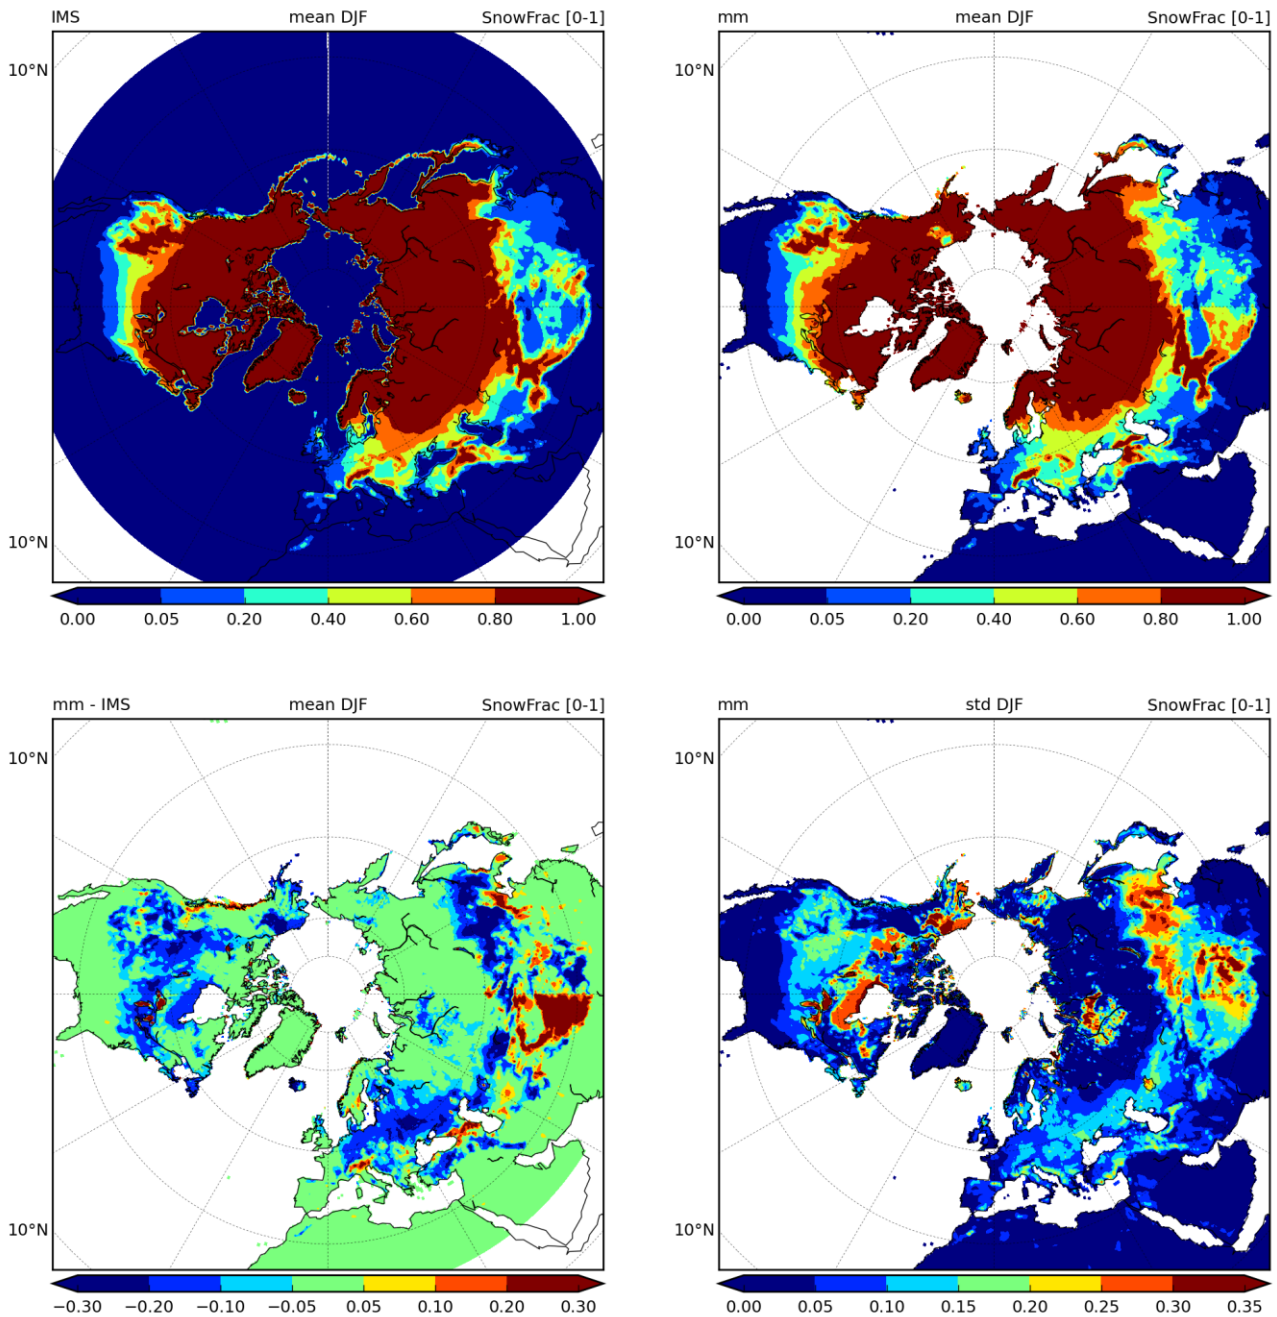 IMS mean DJF SnowFrac [0-1]
mm mean DJF SnowFrac [0-1]
10°N
10°N
10°N
10°N
0.00 0.05 0.20 0.40 0.60 0.80 1.00
0.00 0.05 0.20 0.40 0.60 0.80 1.00
mm - IMS mean DJF SnowFrac [0-1]
mm std DJF SnowFrac [0-1]
10°N
10°N
10°N
10°N
−0.30 −0.20 −0.10 −0.05 0.05 0.10 0.20 0.30
0.00 0.05 0.10 0.15 0.20 0.25 0.30 0.35